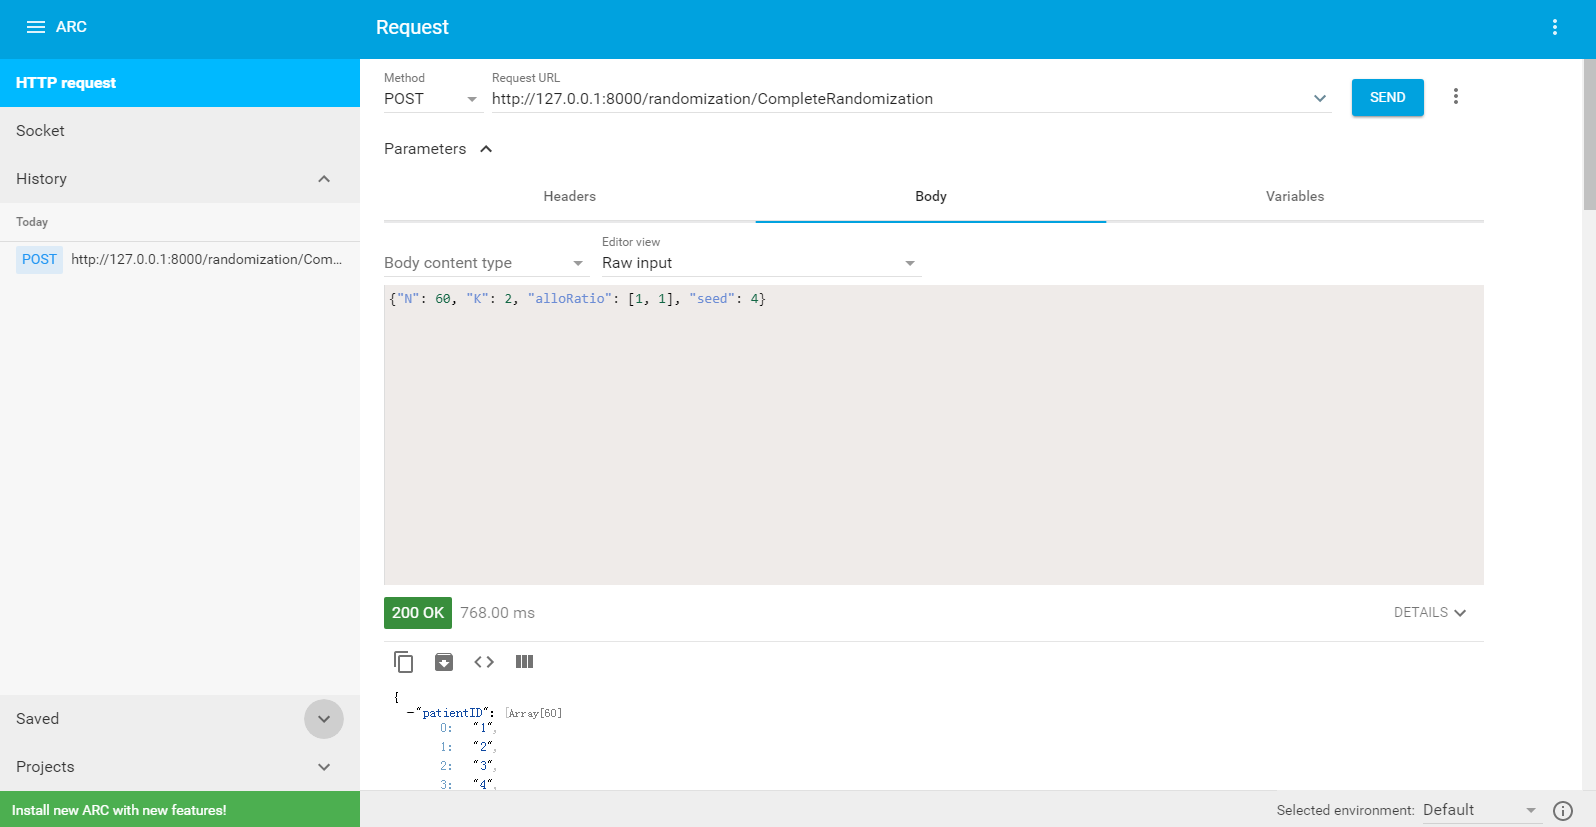 ARC
Request
HTTP request
Socket
History
Today
POST http://127.0.0.1:8000/randomization/Com...
Saved
Projects
Install new ARC with new features!
Method
POST
Request URL
http://127.0.0.1:8000/randomization/CompleteRandomization
SEND
Parameters
Headers Body Variables
Body content type
Editor view
Raw input
{"N": 60, "K": 2, "alloRatio": [1, 1], "seed": 4}
200 OK 768.00 ms DETAILS
{
-"patientID": [Array[60]
0: "1",
1: "2",
2: "3",
3: "4",
Selected environment: Default